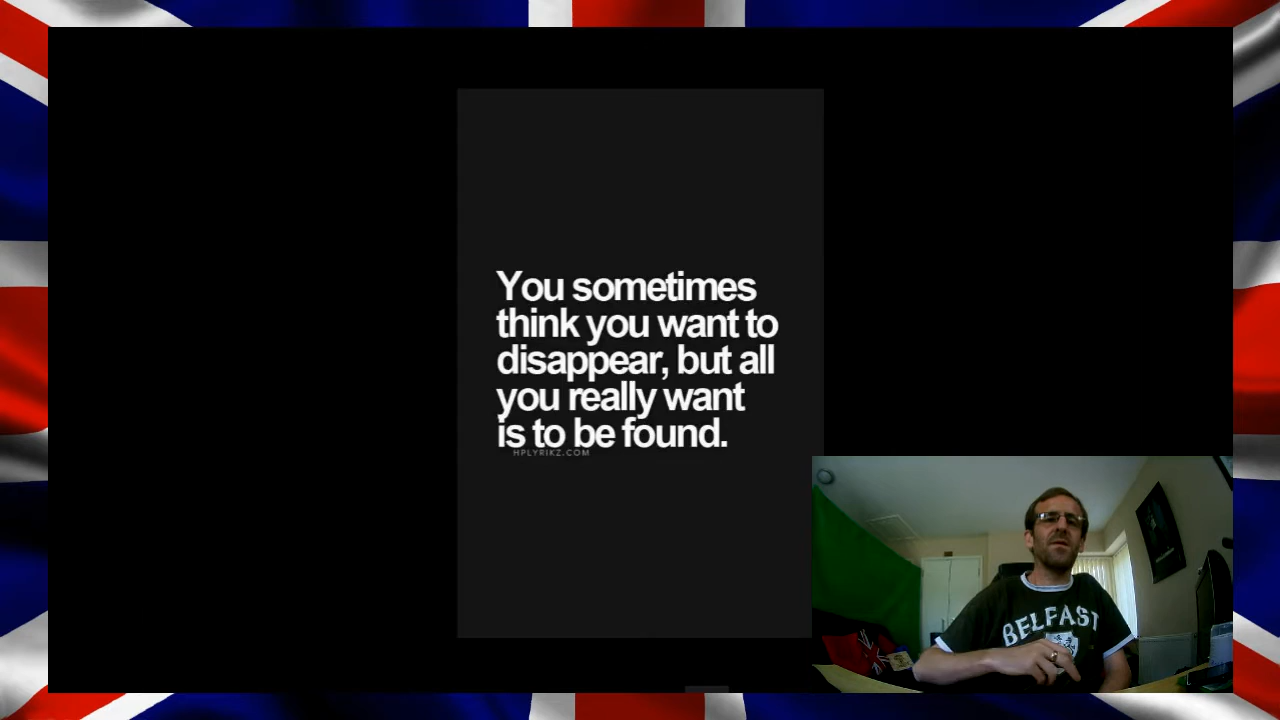 You sometimes
think you want to
disappear, but all
you really want
is to be found.
HPLYRIKZ.COM
BELFAST